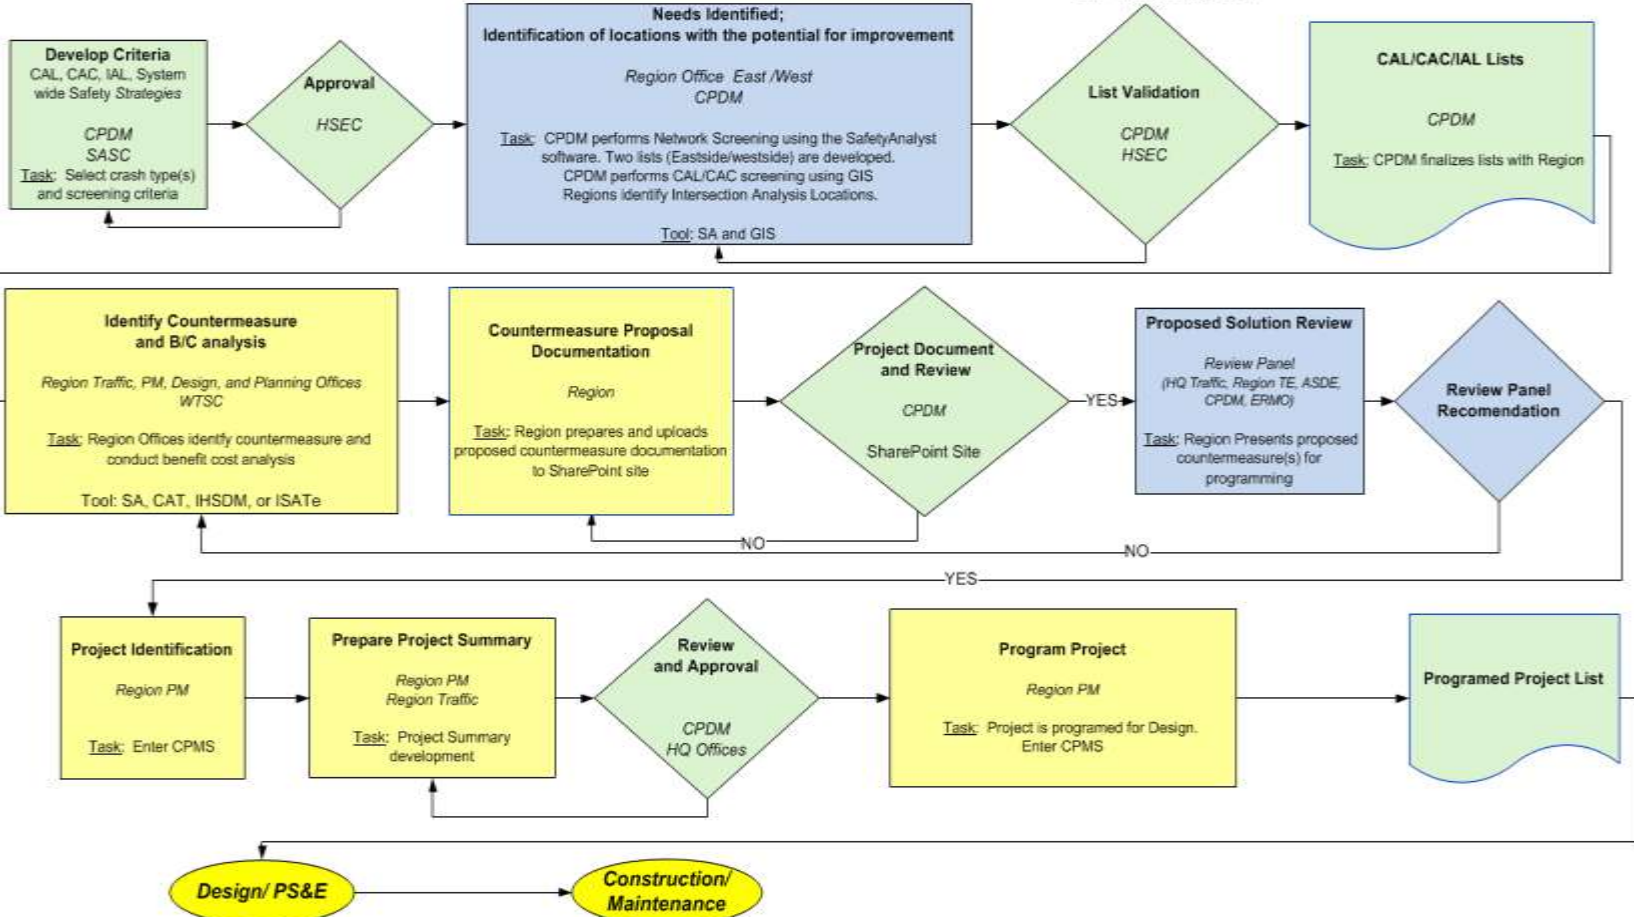 Develop Criteria
CAL, CAC, IAL, System
wide Safety Strategies
CPDM
SASC
Task: Select crash type(s)
and screening criteria
Approval
HSEC
Needs Identified;
Identification of locations with the potential for improvement
Region Office East /West
CPDM
Task: CPDM performs Network Screening using the SafetyAnalyst
software. Two lists (Eastside/westside) are developed.
CPDM performs CAL/CAC screening using GIS
Regions identify Intersection Analysis Locations.
Tool: SA and GIS
List Validation
CPDM
HSEC
CAL/CAC/IAL Lists
CPDM
Task: CPDM finalizes lists with Region
Identify Countermeasure
and B/C analysis
Region Traffic, PM, Design, and Planning Offices
WTSC
Task: Region Offices identify countermeasure and
conduct benefit cost analysis
Tool: SA, CAT, IHSDM, or ISATe
Countermeasure Proposal
Documentation
Region
Task: Region prepares and uploads
proposed countermeasure documentation
to SharePoint site
Project Document
and Review
CPDM
SharePoint Site
YES
Proposed Solution Review
Review Panel
(HQ Traffic, Region TE, ASDE,
CPDM, ERMO)
Task: Region Presents proposed
countermeasure(s) for
programming
Review Panel
Recomendation
NO
NO
YES
Project Identification
Region PM
Task: Enter CPMS
Prepare Project Summary
Region PM
Region Traffic
Task: Project Summary
development
Review
and Approval
CPDM
HQ Offices
Program Project
Region PM
Task: Project is programed for Design.
Enter CPMS
Programed Project List
Design/ PS&E
Construction/
Maintenance